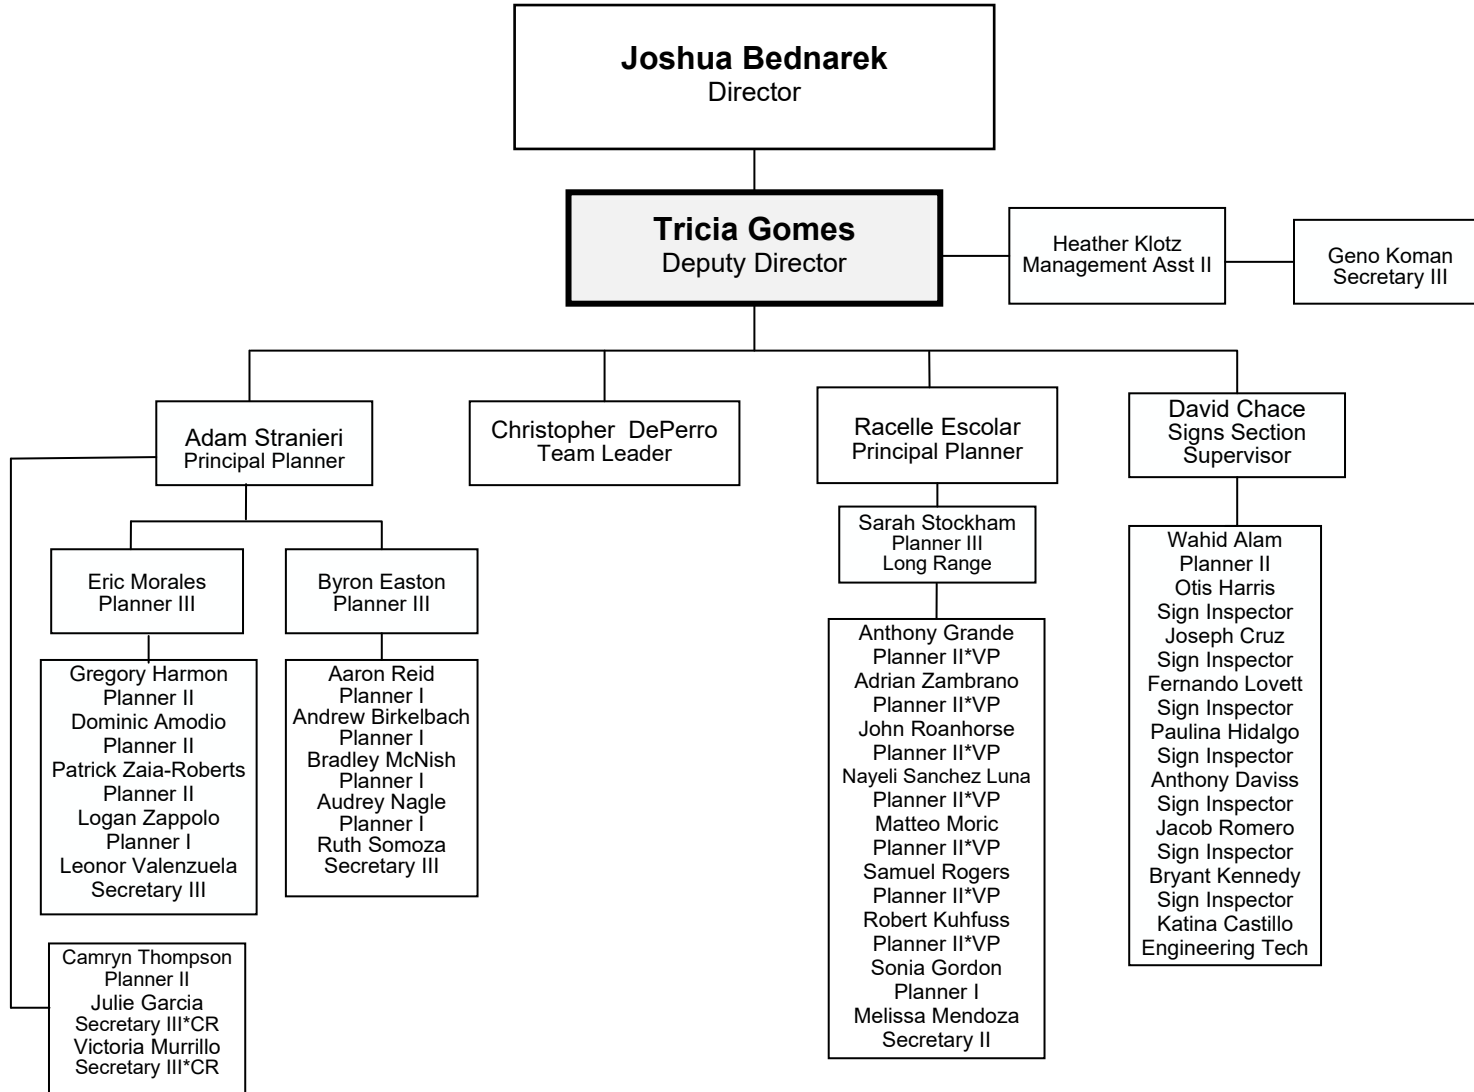 Joshua Bednarek
Director
Tricia Gomes
Deputy Director
Heather Klotz
Management Asst II
Geno Koman
Secretary III
Adam Stranieri
Principal Planner
Christopher DePerro
Team Leader
Racelle Escolar
Principal Planner
David Chace
Signs Section
Supervisor
Eric Morales
Planner III
Byron Easton
Planner III
Sarah Stockham
Planner III
Long Range
Gregory Harmon
Planner II
Dominic Amodio
Planner II
Patrick Zaia-Roberts
Planner II
Logan Zappolo
Planner I
Leonor Valenzuela
Secretary III
Aaron Reid
Planner I
Andrew Birkelbach
Planner I
Bradley McNish
Planner I
Audrey Nagle
Planner I
Ruth Somoza
Secretary III
Anthony Grande
Planner II*VP
Adrian Zambrano
Planner II*VP
John Roanhorse
Planner II*VP
Nayeli Sanchez Luna
Planner II*VP
Matteo Moric
Planner II*VP
Samuel Rogers
Planner II*VP
Robert Kuhfuss
Planner II*VP
Sonia Gordon
Planner I
Melissa Mendoza
Secretary II
Wahid Alam
Planner II
Otis Harris
Sign Inspector
Joseph Cruz
Sign Inspector
Fernando Lovett
Sign Inspector
Paulina Hidalgo
Sign Inspector
Anthony Daviss
Sign Inspector
Jacob Romero
Sign Inspector
Bryant Kennedy
Sign Inspector
Katina Castillo
Engineering Tech
Camryn Thompson
Planner II
Julie Garcia
Secretary III*CR
Victoria Murrillo
Secretary III*CR